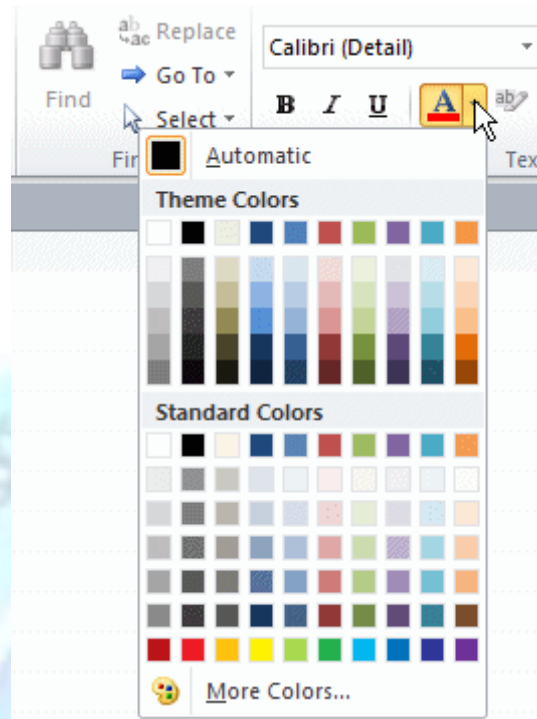 Replace
Calibri (Detail)
Go To
Find
Select
B I U A
Automatic
Theme Colors
Standard Colors
More Colors...